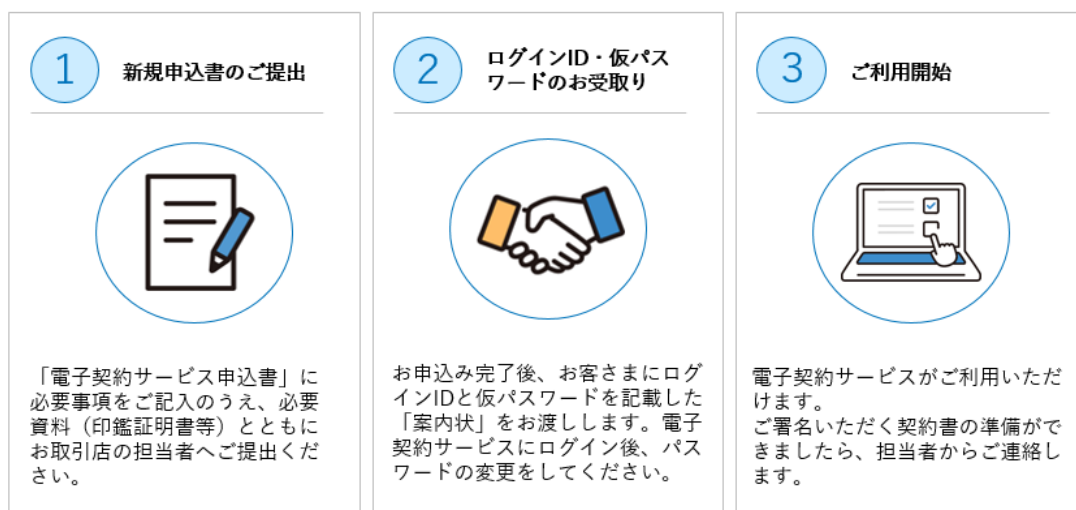 1
新規申込書のご提出
「電子契約サービス申込書」に
必要事項をご記入のうえ、必要
資料（印鑑証明書等）とともに
お取引店の担当者へご提出くだ
さい。
2
ログインID・仮パス
ワードのお受取り
お申込み完了後、お客さまにログ
インIDと仮パスワードを記載した
「案内状」をお渡しします。電子
契約サービスにログイン後、パス
ワードの変更をしてください。
3
ご利用開始
電子契約サービスがご利用いただ
けます。
ご署名いただく契約書の準備がで
きましたら、担当者からご連絡し
ます。